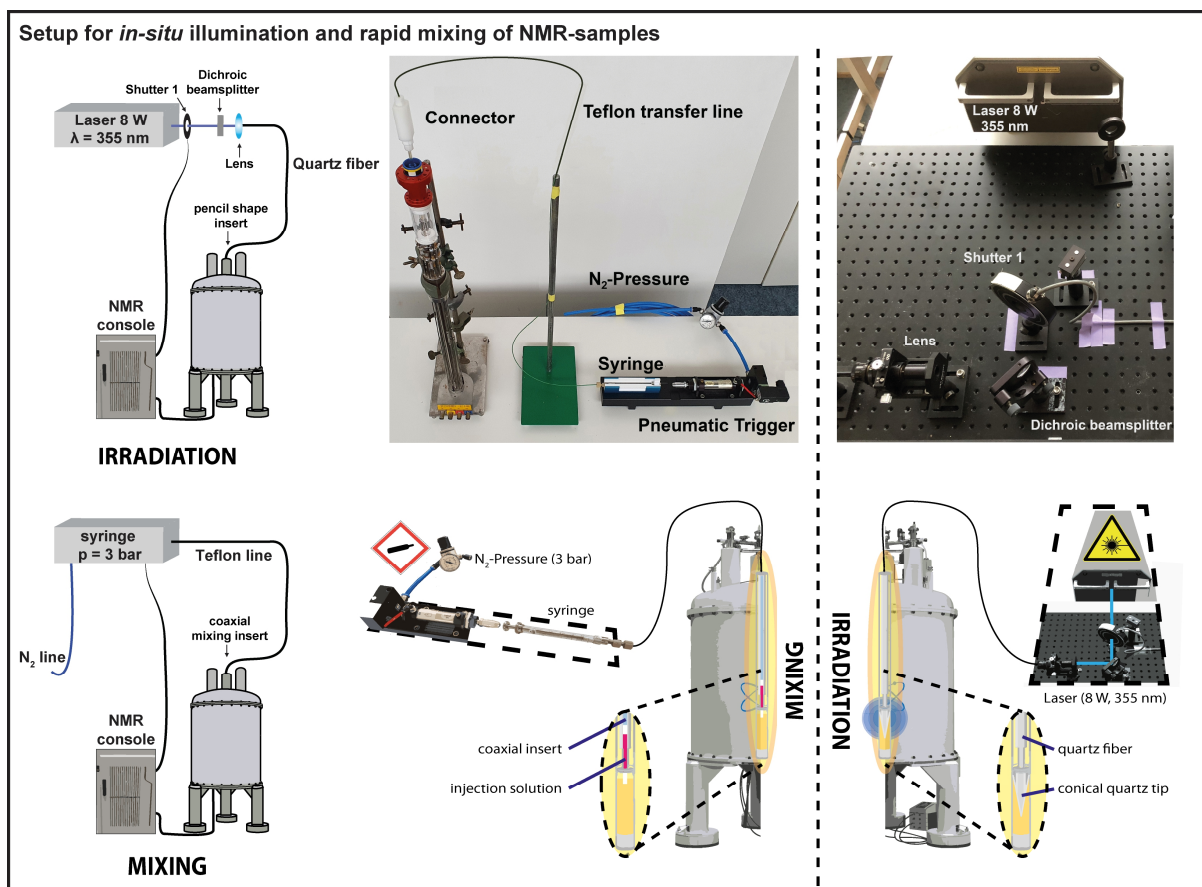 Setup for in-situ illumination and rapid mixing of NMR-samples
Dichroic
beamsplitter
Shutter 1
Laser 8 W
λ = 355 nm
Lens
Quartz fiber
pencil shape
insert
NMR
console
IRRADIATION
Connector
Teflon transfer line
N₂-Pressure
Syringe
Pneumatic Trigger
Laser 8 W
355 nm
Shutter 1
Lens
Dichroic beamsplitter
syringe
p = 3 bar
Teflon line
coaxial
mixing insert
N₂ line
NMR
console
MIXING
N₂-Pressure (3 bar)
syringe
MIXING
coaxial insert
injection solution
IRRADIATION
Laser (8 W, 355 nm)
quartz fiber
conical quartz tip